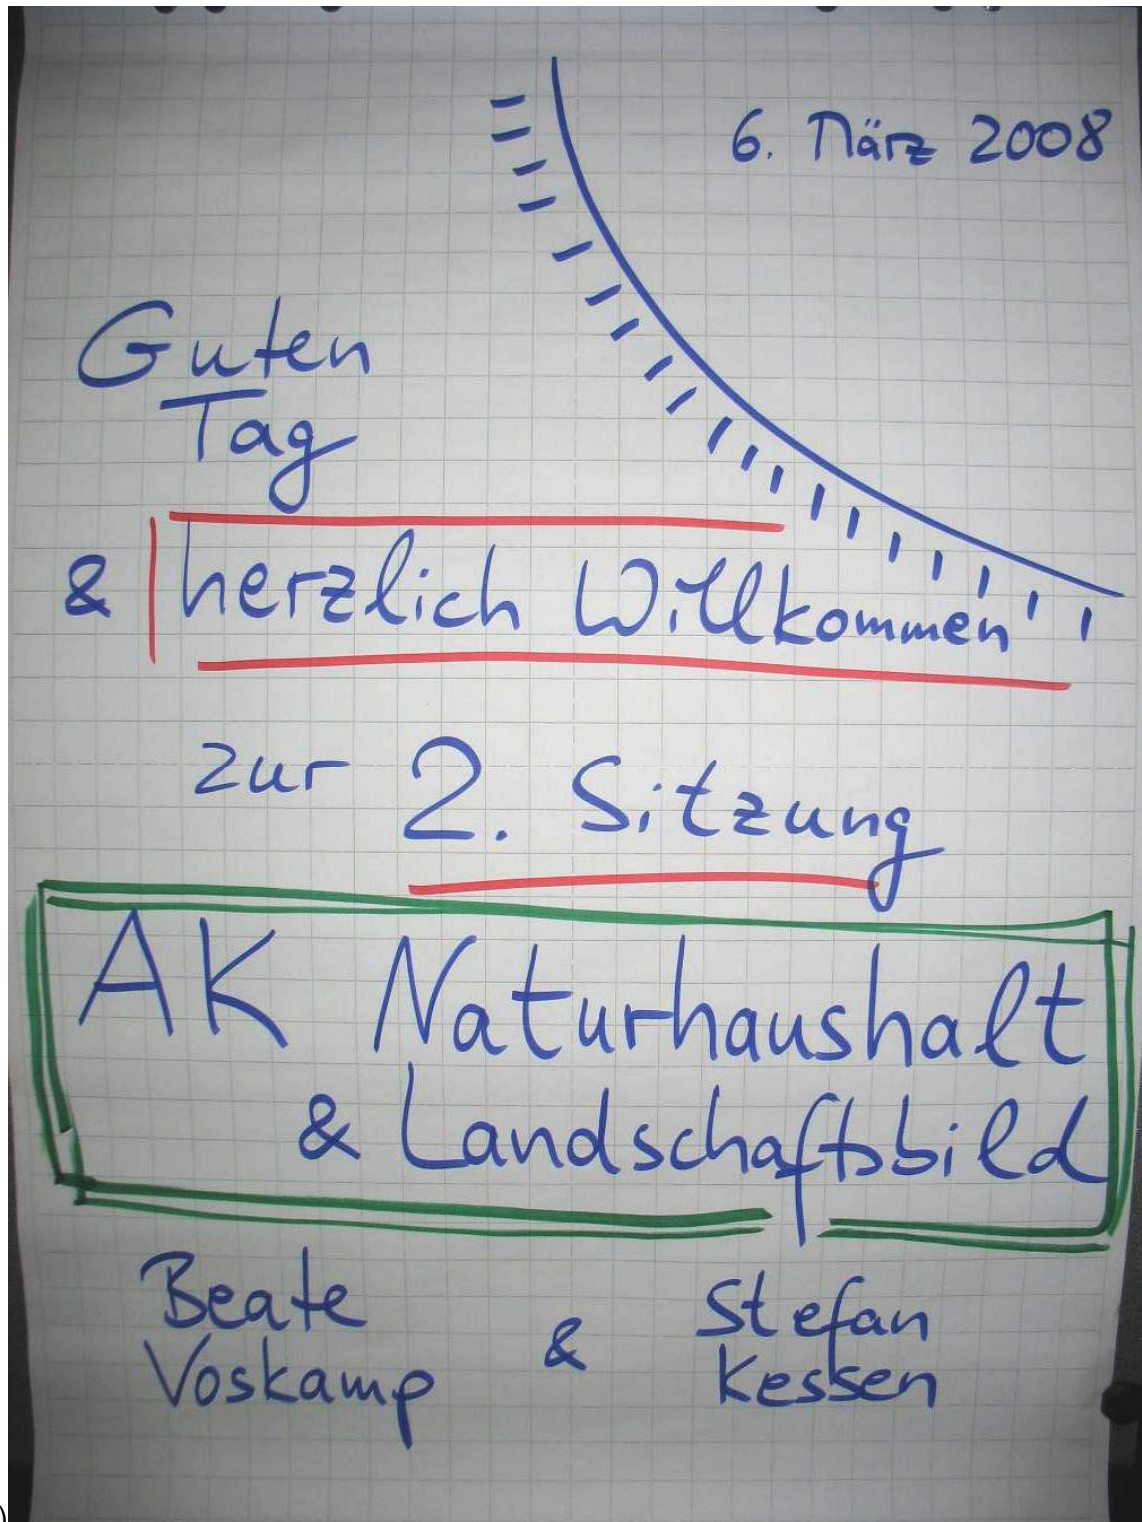 6. März 2008
Guten
Tag
& herzlich Willkommen
zur 2. Sitzung
AK Naturhaushalt
& Landschaftsbild
Beate
Voskamp
&
Stefan
Kessen